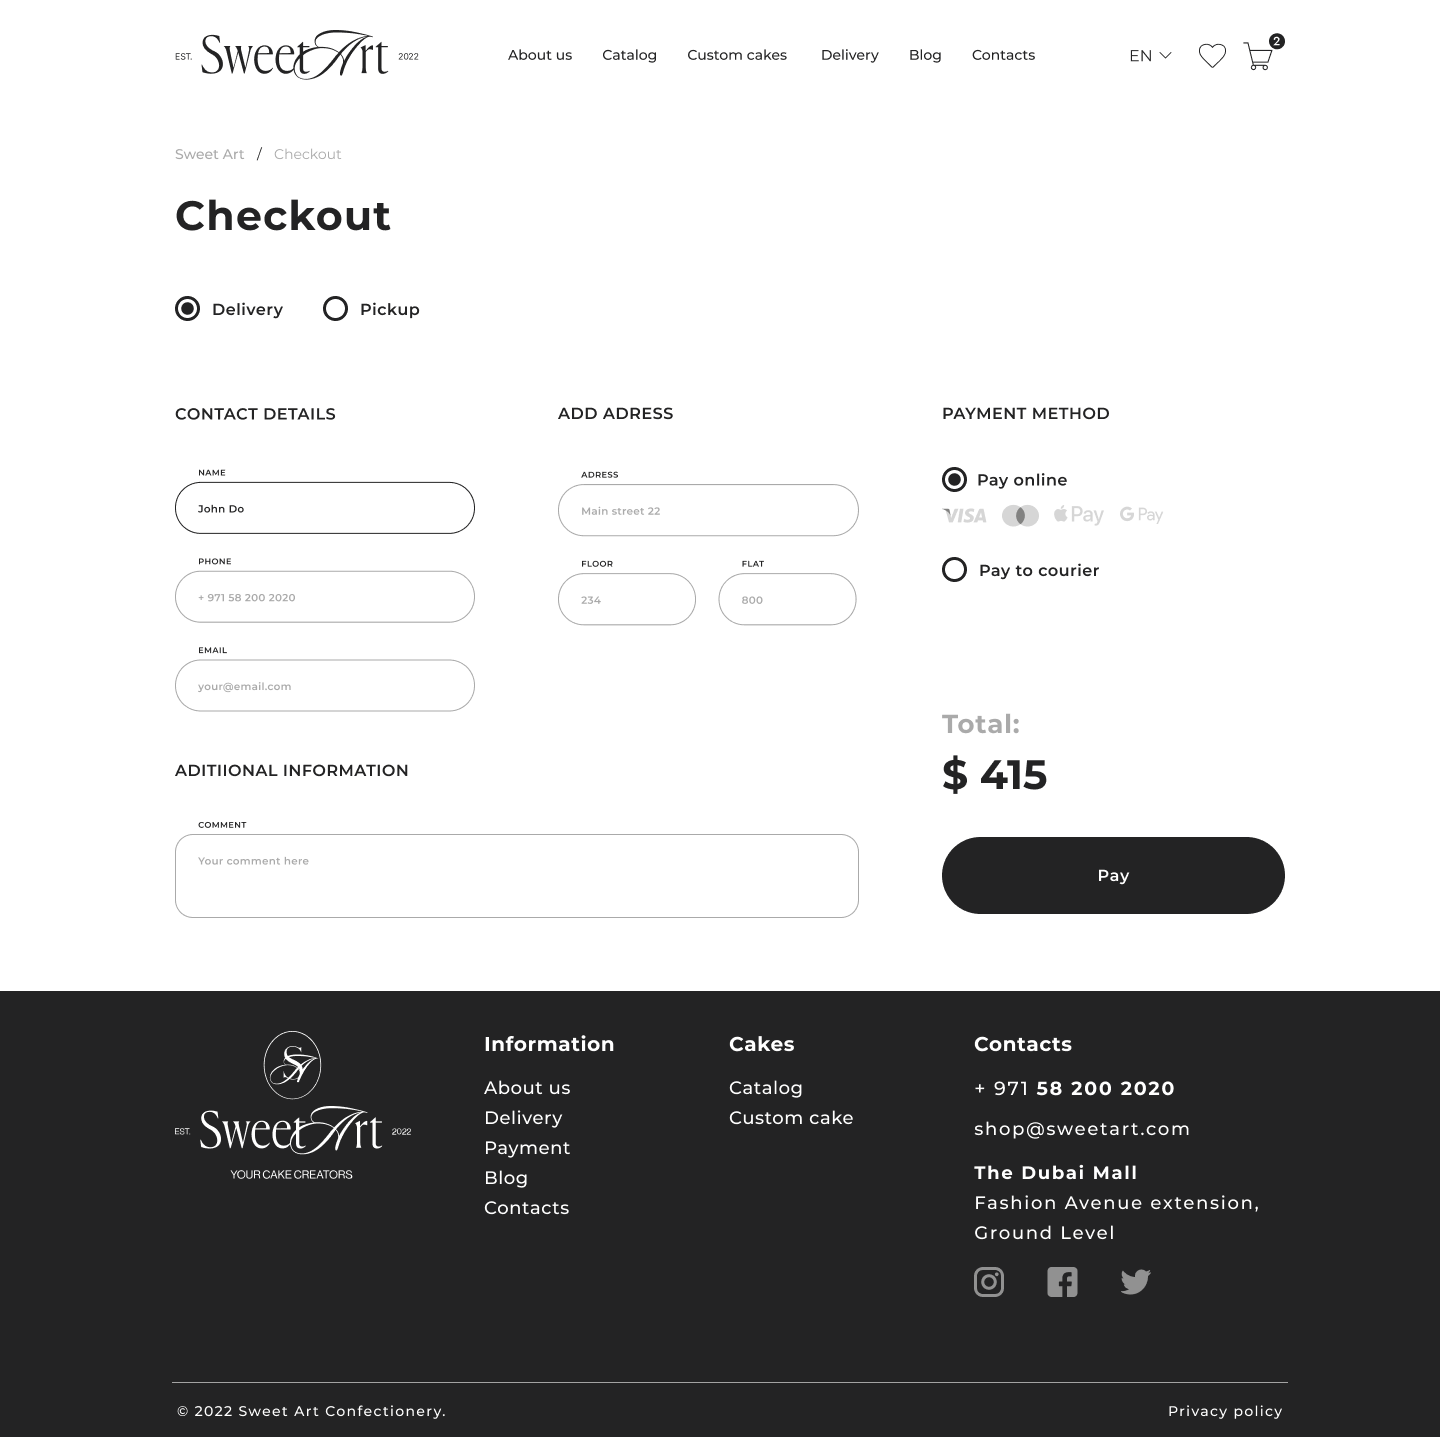 EST. SweetArt 2022
About us Catalog Custom cakes Delivery Blog Contacts
EN
2
Sweet Art / Checkout
Checkout
Delivery Pickup
CONTACT DETAILS
NAME
John Do
PHONE
+ 971 58 200 2020
EMAIL
your@email.com
ADD ADRESS
ADRESS
Main street 22
FLOOR FLAT
234 800
PAYMENT METHOD
Pay online
VISA Pay G Pay
Pay to courier
ADITIIONAL INFORMATION
COMMENT
Your comment here
Total:
$ 415
Pay
SA
EST. SweetArt 2022
YOUR CAKE CREATORS
Information
About us
Delivery
Payment
Blog
Contacts
Cakes
Catalog
Custom cake
Contacts
+ 971 58 200 2020
shop@sweetart.com
The Dubai Mall
Fashion Avenue extension,
Ground Level
© 2022 Sweet Art Confectionery.
Privacy policy